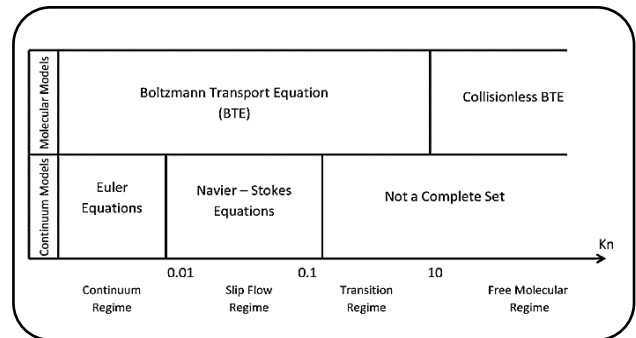 Molecular Models
Boltzmann Transport Equation
(BTE)
Collisionless BTE
Continuum Models
Euler
Equations
Navier – Stokes
Equations
Not a Complete Set
Kn
0.01
0.1
10
Continuum
Regime
Slip Flow
Regime
Transition
Regime
Free Molecular
Regime